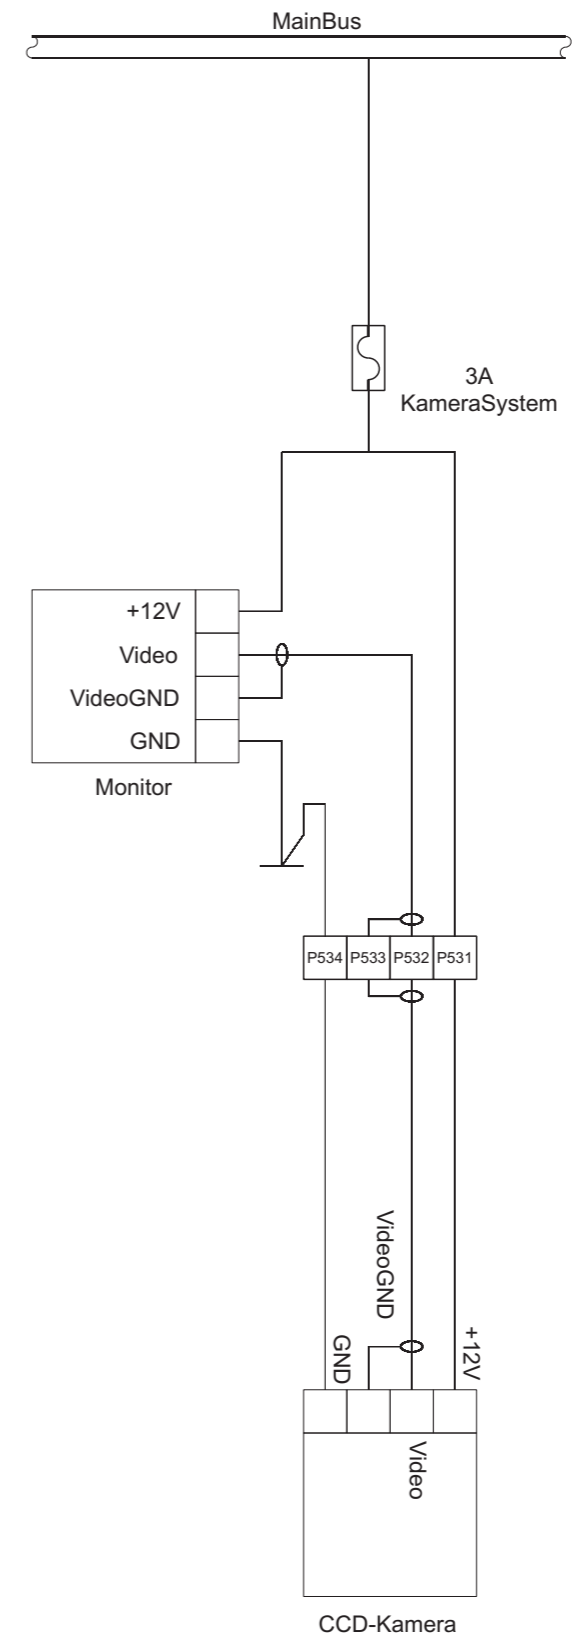 MainBus
3A
KameraSystem
+12V
Video
VideoGND
GND
Monitor
P534 P533 P532 P531
VideoGND
GND
+12V
Video
CCD-Kamera